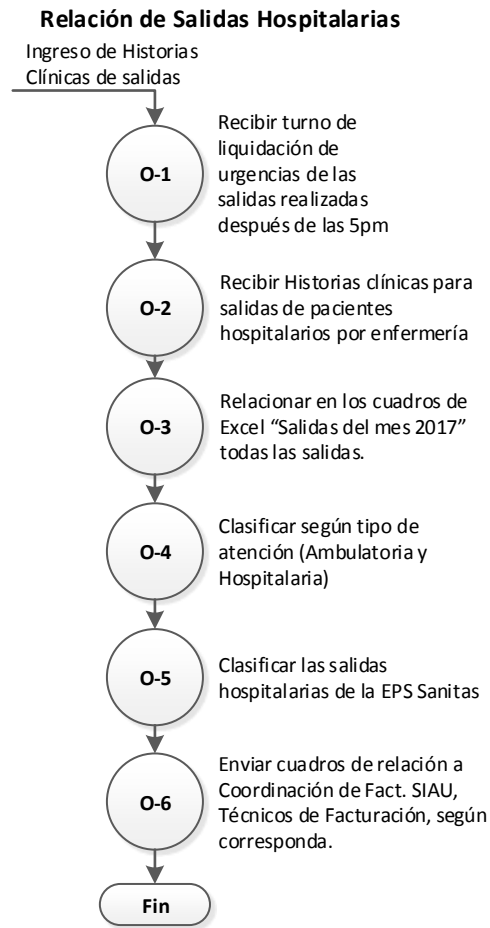 Relación de Salidas Hospitalarias
Ingreso de Historias
Clínicas de salidas
O-1
Recibir turno de
liquidación de
urgencias de las
salidas realizadas
después de las 5pm
O-2
Recibir Historias clínicas para
salidas de pacientes
hospitalarios por enfermería
O-3
Relacionar en los cuadros de
Excel “Salidas del mes 2017”
todas las salidas.
O-4
Clasificar según tipo de
atención (Ambulatoria y
Hospitalaria)
O-5
Clasificar las salidas
hospitalarias de la EPS Sanitas
O-6
Enviar cuadros de relación a
Coordinación de Fact. SIAU,
Técnicos de Facturación, según
corresponda.
Fin